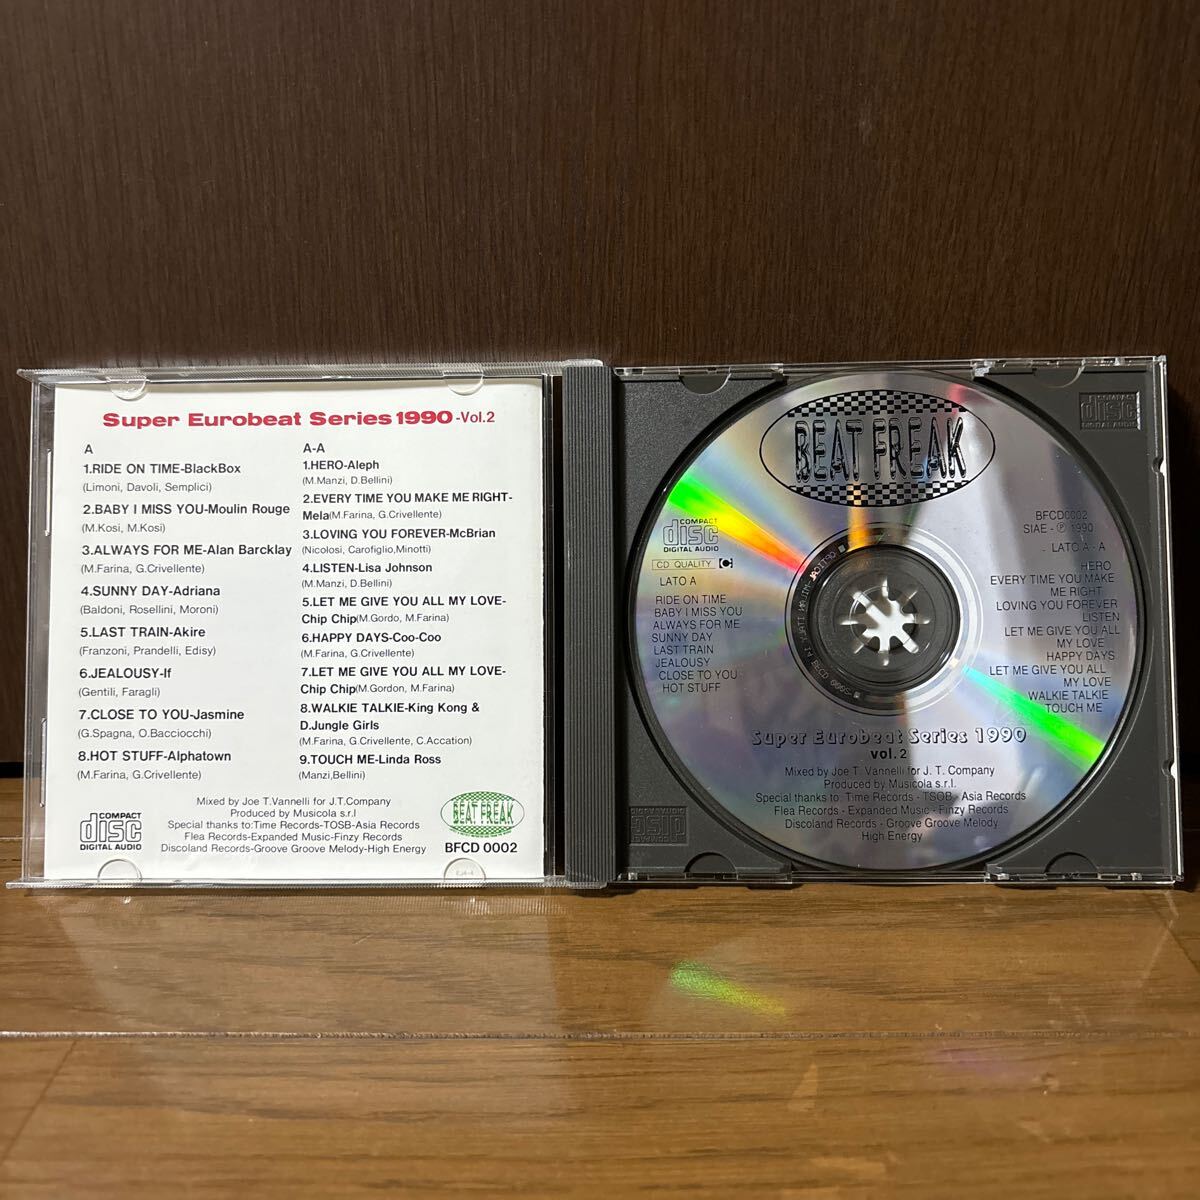 Super Eurobeat Series 1990-Vol.2
A
1.RIDE ON TIME-BlackBox
(Limoni, Davoli, Semplici)
2.BABY I MISS YOU-Moulin Rouge
(M.Kosi, M.Kosi)
3.ALWAYS FOR ME-Alan Barcklay
(M.Farina, G.Crivellente)
4.SUNNY DAY-Adriana
(Baldoni, Rosellini, Moroni)
5.LAST TRAIN-Akire
(Franzoni, Prandelli, Edisy)
6.JEALOUSY-If
(Gentili, Faragli)
7.CLOSE TO YOU-Jasmine
(G.Spagna, O.Bacciocchi)
8.HOT STUFF-Alphatown
(M.Farina, G.Crivellente)
A-A
1.HERO-Aleph
(M.Manzi, D.Bellini)
2.EVERY TIME YOU MAKE ME RIGHT-
Mela(M.Farina, G.Crivellente)
3.LOVING YOU FOREVER-McBrian
(Nicolosi, Carofiglio,Minotti)
4.LISTEN-Lisa Johnson
(M.Manzi, D.Bellini)
5.LET ME GIVE YOU ALL MY LOVE-
Chip Chip(M.Gordo, M.Farina)
6.HAPPY DAYS-Coo-Coo
(M.Farina, G.Crivellente)
7.LET ME GIVE YOU ALL MY LOVE-
Chip Chip(M.Gordon, M.Farina)
8.WALKIE TALKIE-King Kong &
D.Jungle Girls
(M.Farina, G.Crivellente, C.Accation)
9.TOUCH ME-Linda Ross
(Manzi,Bellini)
Mixed by Joe T.Vannelli for J.T.Company
Produced by Musicola s.r.l
Special thanks to:Time Records-TOSB-Asia Records
Flea Records-Expanded Music-Finzy Records
Discoland Records-Groove Groove Melody-High Energy
COMPACT
disc
DIGITAL AUDIO
BEAT FREAK
BFCD 0002
BEAT FREAK
COMPACT
disc
DIGITAL AUDIO
CD QUALITY C
LATO A
RIDE ON TIME
BABY I MISS YOU
ALWAYS FOR ME
SUNNY DAY
LAST TRAIN
JEALOUSY
CLOSE TO YOU
HOT STUFF
BFCD0002
SIAE - ℗ 1990
- LATO A - A
HERO
EVERY TIME YOU MAKE
ME RIGHT
LOVING YOU FOREVER
LISTEN
LET ME GIVE YOU ALL
MY LOVE
HAPPY DAYS
LET ME GIVE YOU ALL
MY LOVE
WALKIE TALKIE
TOUCH ME
Super Eurobeat Series 1990
vol. 2
Mixed by Joe T. Vannelli for J. T. Company
Produced by Musicola s.r.l.
Special thanks to: Time Records - TSOB - Asia Records
Flea Records - Expanded Music - Finzy Records
Discoland Records - Groove Groove Melody
High Energy
COMPACT
disc
DIGITAL AUDIO